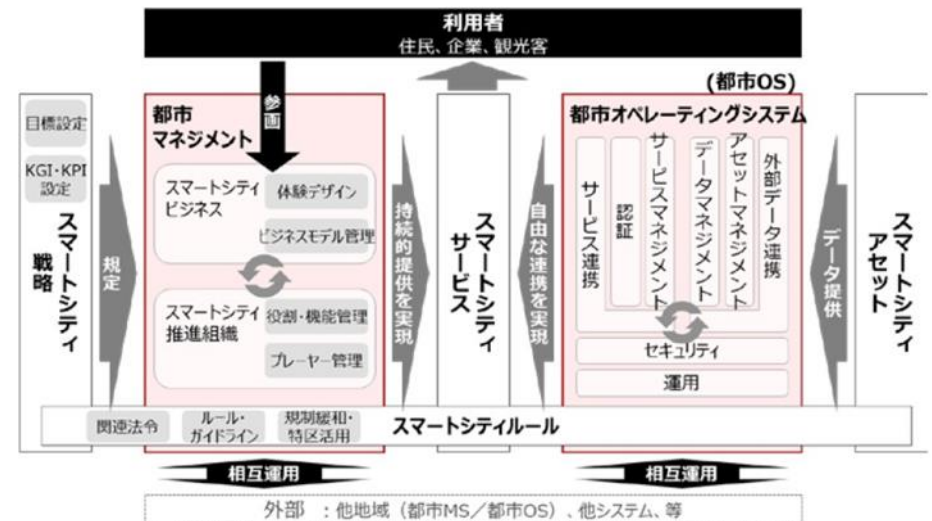 利用者
住民、企業、観光客
参画
(都市OS)
目標設定
KGI・KPI
設定
スマートシティ
戦略
規定
都市
マネジメント
スマートシティ
ビジネス
体験デザイン
ビジネスモデル管理
スマートシティ
推進組織
役割・機能管理
プレーヤー管理
持続的提供を実現
スマートシティ
サービス
自由な連携を実現
都市オペレーティングシステム
サービス連携
認証
サービスマネジメント
データマネジメント
アセットマネジメント
外部データ連携
セキュリティ
運用
データ提供
スマートシティ
アセット
関連法令
ルール・
ガイドライン
規制緩和・
特区活用
スマートシティルール
相互運用
相互運用
外部 : 他地域（都市MS／都市OS）、他システム、等